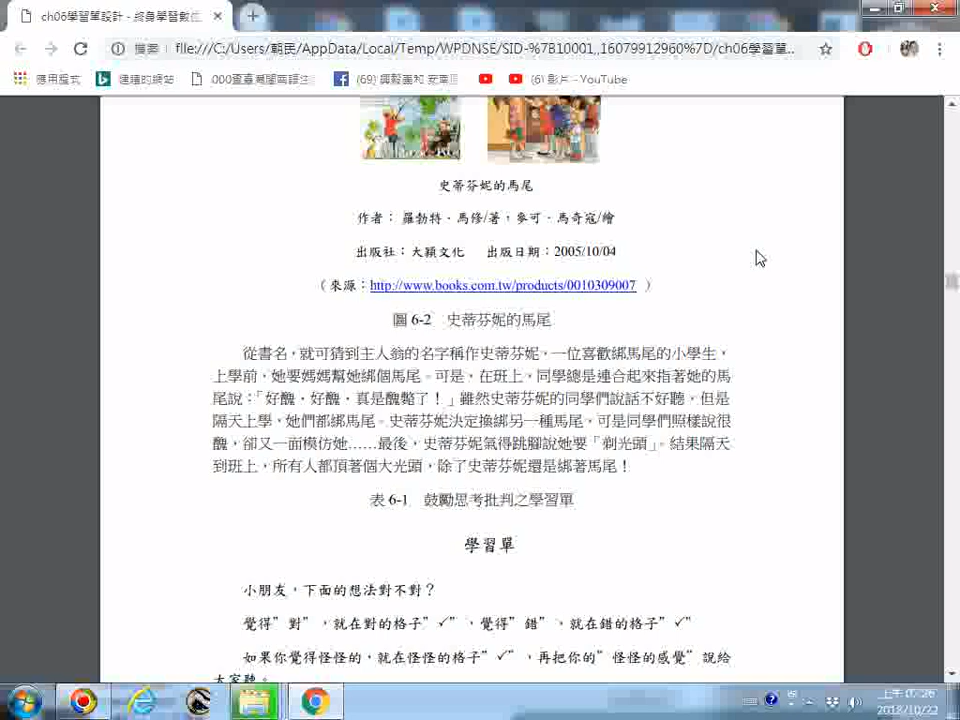 ch06學習單設計 - 終身學習數位
檔案 file:///C:/Users/朝民/AppData/Local/Temp/WPDNSE/SID-%7B10001,,16079912960%7D/ch06學習單...
應用程式 建議的網站 (6) 影片 - YouTube
史蒂芬妮的馬尾
作者：羅勃特．馬修/著，麥可．馬奇寇/繪
出版社：大穎文化 出版日期：2005/10/04
（來源：http://www.books.com.tw/products/0010309007 ）
圖 6-2 史蒂芬妮的馬尾
從書名，就可猜到主人翁的名字稱作史蒂芬妮，一位喜歡綁馬尾的小學生，
上學前，她要媽媽幫她綁個馬尾。可是，在班上，同學總是連合起來指著她的馬
尾說：「好醜．好醜．真是醜斃了！」雖然史蒂芬妮的同學們說話不好聽，但是
隔天上學，她們都綁馬尾。史蒂芬妮決定換綁另一種馬尾，可是同學們照樣說很
醜，卻又一面模仿她……最後，史蒂芬妮氣得跳腳說她要「剃光頭」。結果隔天
到班上，所有人都頂著個大光頭，除了史蒂芬妮還是綁著馬尾！
表 6-1 鼓勵思考批判之學習單
學習單
小朋友，下面的想法對不對？
覺得”對”，就在對的格子”✓”，覺得”錯”，就在錯的格子”✓”
如果你覺得怪怪的，就在怪怪的格子”✓”，再把你的”怪怪的感覺”說給
大家聽。
2018/10/22